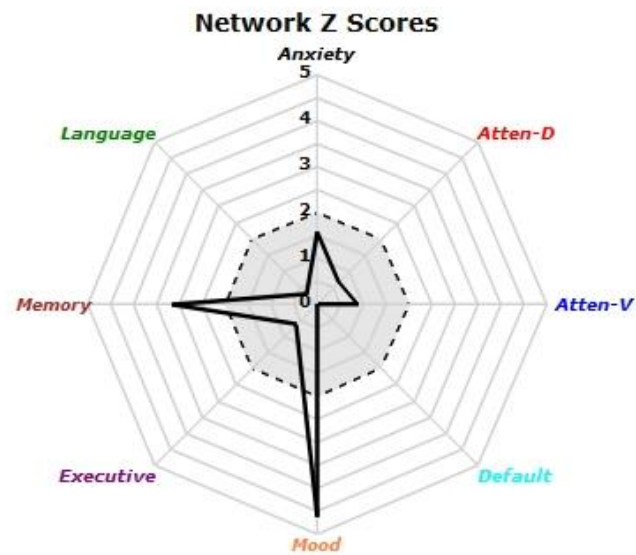 Network Z Scores
Anxiety
5
Language
Atten-D
4
3
2
1
Memory
0
Atten-V
Executive
Default
Mood